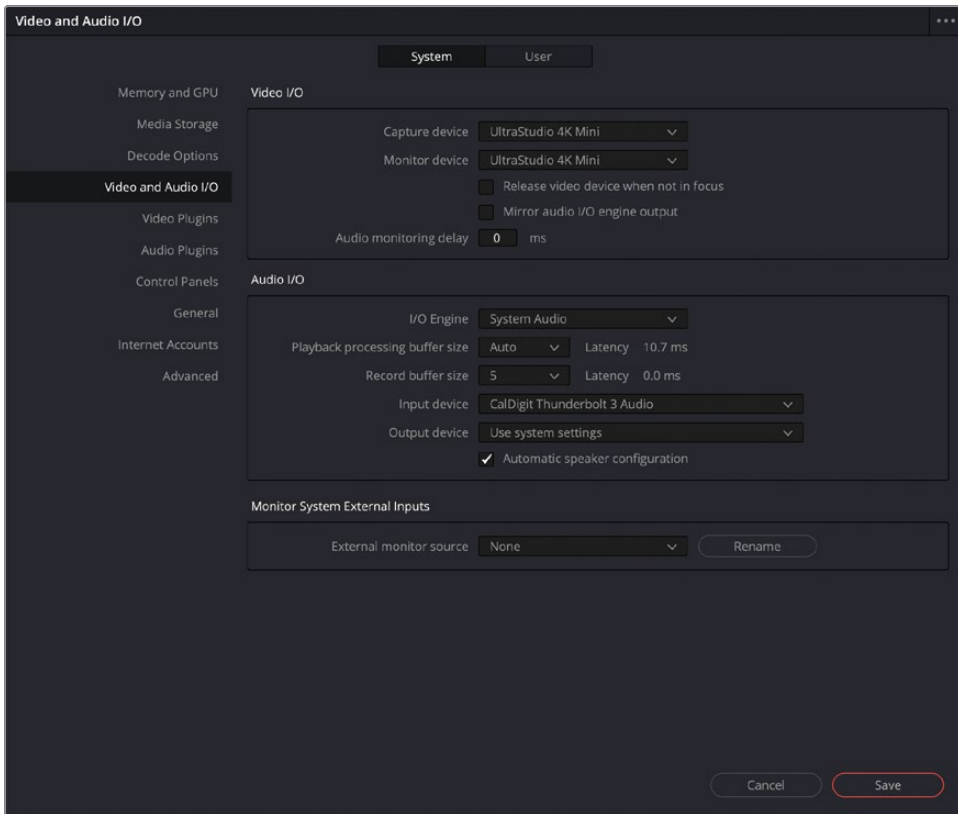 Video and Audio I/O
System User
Memory and GPU
Media Storage
Decode Options
Video and Audio I/O
Video Plugins
Audio Plugins
Control Panels
General
Internet Accounts
Advanced
Video I/O
Capture device UltraStudio 4K Mini
Monitor device UltraStudio 4K Mini
Release video device when not in focus
Mirror audio I/O engine output
Audio monitoring delay 0 ms
Audio I/O
I/O Engine System Audio
Playback processing buffer size Auto Latency 10.7 ms
Record buffer size 5 Latency 0.0 ms
Input device CalDigit Thunderbolt 3 Audio
Output device Use system settings
Automatic speaker configuration
Monitor System External Inputs
External monitor source None Rename
Cancel Save